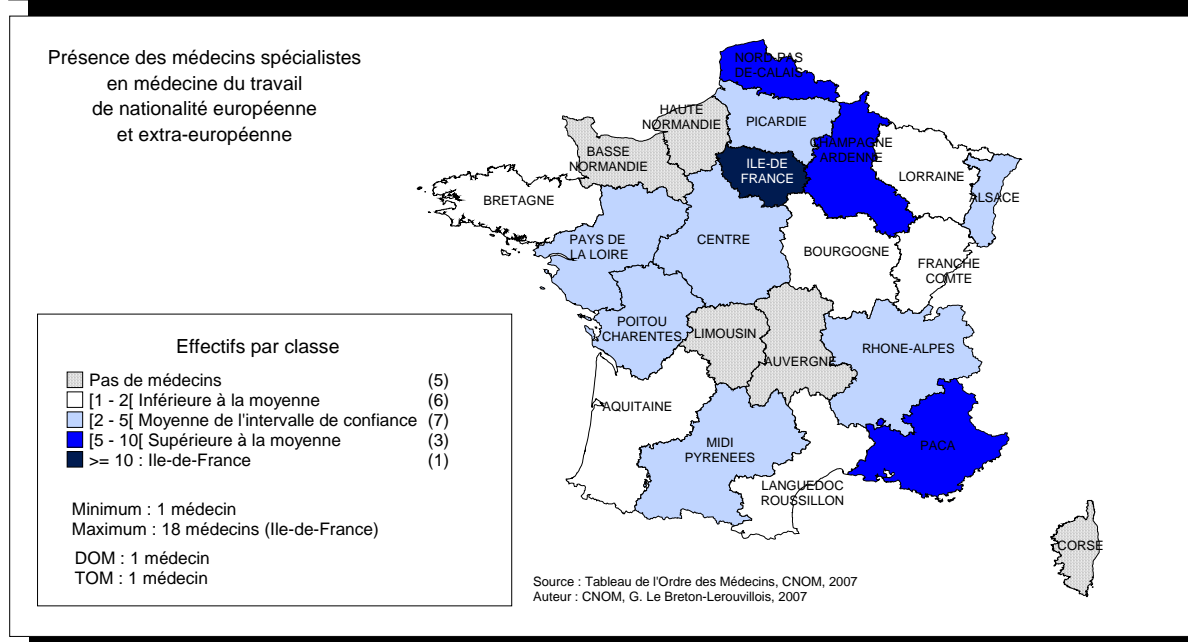 Présence des médecins spécialistes
en médecine du travail
de nationalité européenne
et extra-européenne
NORD-PAS
DE-CALAIS
HAUTE
NORMANDIE
PICARDIE
BASSE
NORMANDIE
CHAMPAGNE
ARDENNE
ILE-DE
FRANCE
LORRAINE
ALSACE
BRETAGNE
PAYS DE
LA LOIRE
CENTRE
BOURGOGNE
FRANCHE
COMTE
POITOU
CHARENTES
LIMOUSIN
AUVERGNE
RHONE-ALPES
AQUITAINE
MIDI
PYRENEES
PACA
LANGUEDOC
ROUSSILLON
CORSE
Effectifs par classe
Pas de médecins (5)
[1 - 2[ Inférieure à la moyenne (6)
[2 - 5[ Moyenne de l'intervalle de confiance (7)
[5 - 10[ Supérieure à la moyenne (3)
>= 10 : Ile-de-France (1)
Minimum : 1 médecin
Maximum : 18 médecins (Ile-de-France)
DOM : 1 médecin
TOM : 1 médecin
Source : Tableau de l'Ordre des Médecins, CNOM, 2007
Auteur : CNOM, G. Le Breton-Lerouvillois, 2007